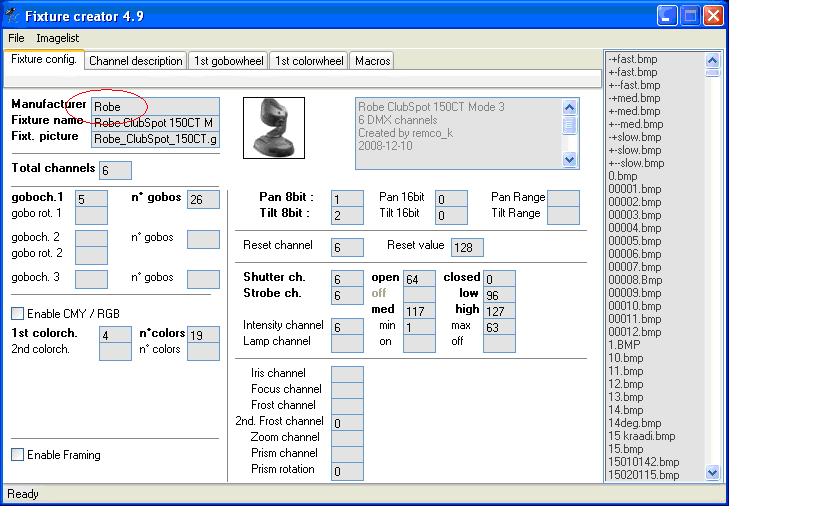 Fixture creator 4.9
File Imagelist
Fixture config. Channel description 1st gobowheel 1st colorwheel Macros
Manufacturer Robe
Fixture name Robe ClubSpot 150CT M
Fixt. picture Robe_ClubSpot_150CT.g
Robe ClubSpot 150CT Mode 3
6 DMX channels
Created by remco_k
2008-12-10
Total channels 6
goboch.1 5 n° gobos 26
gobo rot. 1
goboch. 2 n° gobos
gobo rot. 2
goboch. 3 n° gobos
Enable CMY / RGB
1st colorch. 4 n°colors 19
2nd colorch. n° colors
Enable Framing
Pan 8bit : 1 Pan 16bit 0 Pan Range
Tilt 8bit : 2 Tilt 16bit 0 Tilt Range
Reset channel 6 Reset value 128
Shutter ch. 6 open 64 closed 0
Strobe ch. 6 off low 96
med 117 high 127
Intensity channel 6 min 1 max 63
Lamp channel on off
Iris channel
Focus channel
Frost channel
2nd. Frost channel 0
Zoom channel
Prism channel
Prism rotation 0
-+fast.bmp
+-fast.bmp
+--fast.bmp
-+med.bmp
+-med.bmp
+--med.bmp
-+slow.bmp
+-slow.bmp
+--slow.bmp
0.bmp
00001.bmp
00002.bmp
00003.bmp
00004.bmp
00005.bmp
00006.bmp
00007.bmp
00008.Bmp
00009.bmp
00010.bmp
00011.bmp
00012.bmp
1.BMP
10.bmp
11.bmp
12.bmp
13.bmp
14.bmp
14deg.bmp
15 kraadi.bmp
15.bmp
15010142.bmp
15020115.bmp
Ready